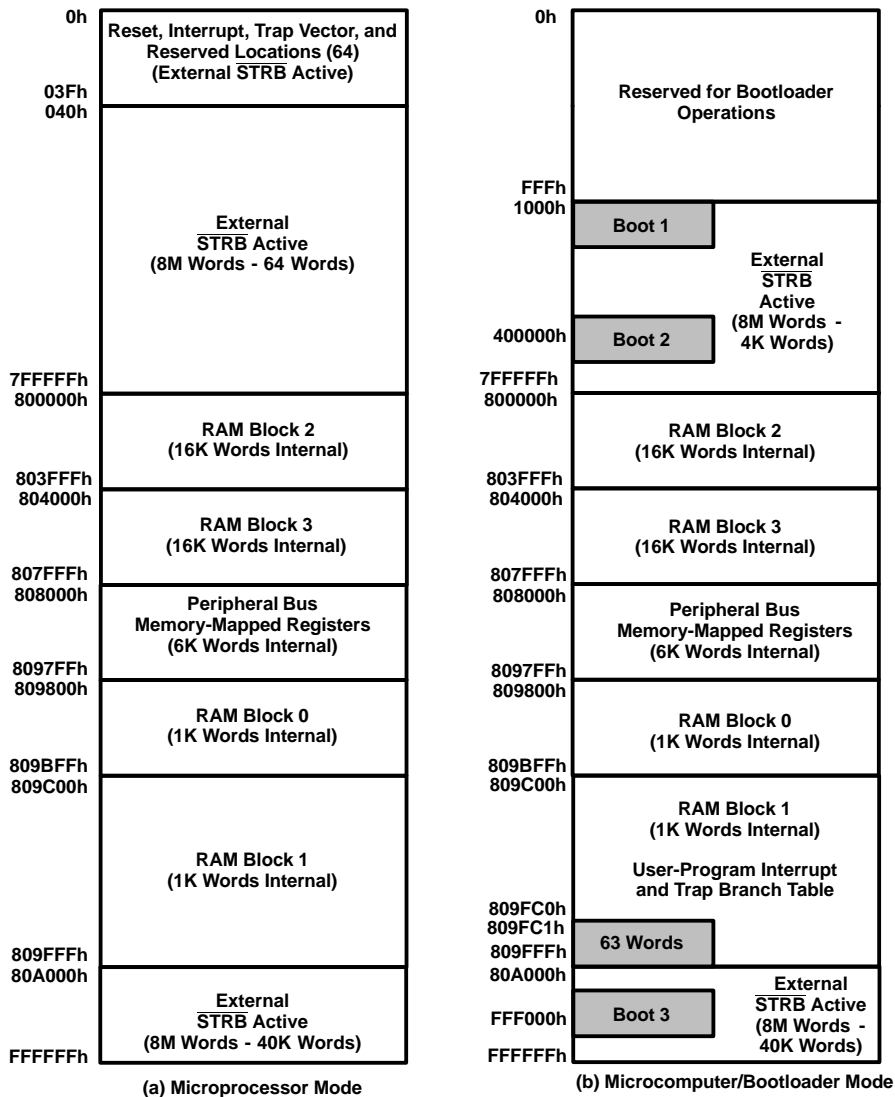 0h
Reset, Interrupt, Trap Vector, and
Reserved Locations (64)
(External STRB Active)
03Fh
040h
External
STRB Active
(8M Words - 64 Words)
7FFFFFh
800000h
RAM Block 2
(16K Words Internal)
803FFFh
804000h
RAM Block 3
(16K Words Internal)
807FFFh
808000h
Peripheral Bus
Memory-Mapped Registers
(6K Words Internal)
8097FFh
809800h
RAM Block 0
(1K Words Internal)
809BFFh
809C00h
RAM Block 1
(1K Words Internal)
809FFFh
80A000h
External
STRB Active
(8M Words - 40K Words)
FFFFFFh
(a) Microprocessor Mode
0h
Reserved for Bootloader
Operations
FFFh
1000h
Boot 1
External
STRB
Active
(8M Words -
4K Words)
400000h
Boot 2
7FFFFFh
800000h
RAM Block 2
(16K Words Internal)
803FFFh
804000h
RAM Block 3
(16K Words Internal)
807FFFh
808000h
Peripheral Bus
Memory-Mapped Registers
(6K Words Internal)
8097FFh
809800h
RAM Block 0
(1K Words Internal)
809BFFh
809C00h
RAM Block 1
(1K Words Internal)
User-Program Interrupt
and Trap Branch Table
809FC0h
809FC1h
63 Words
809FFFh
80A000h
External
STRB Active
(8M Words -
40K Words)
FFF000h
Boot 3
FFFFFFh
(b) Microcomputer/Bootloader Mode